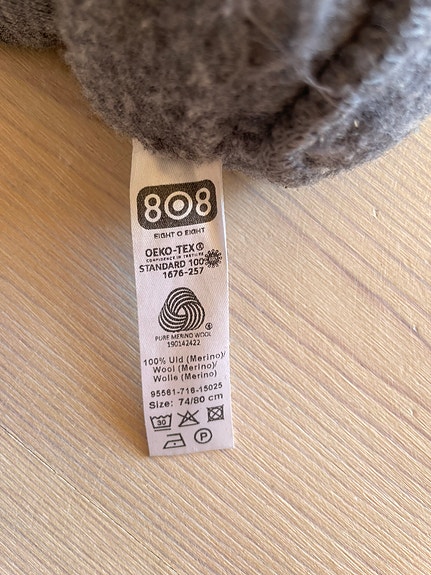 808
EIGHT O EIGHT
OEKO-TEX®
CONFIDENCE IN TEXTILES
STANDARD 100
1676-257
PURE MERINO WOOL
190142422
100% Uld (Merino)/
Wool (Merino)/
Wolle (Merino)
95561-716-15025
Size: 74/80 cm
30
P